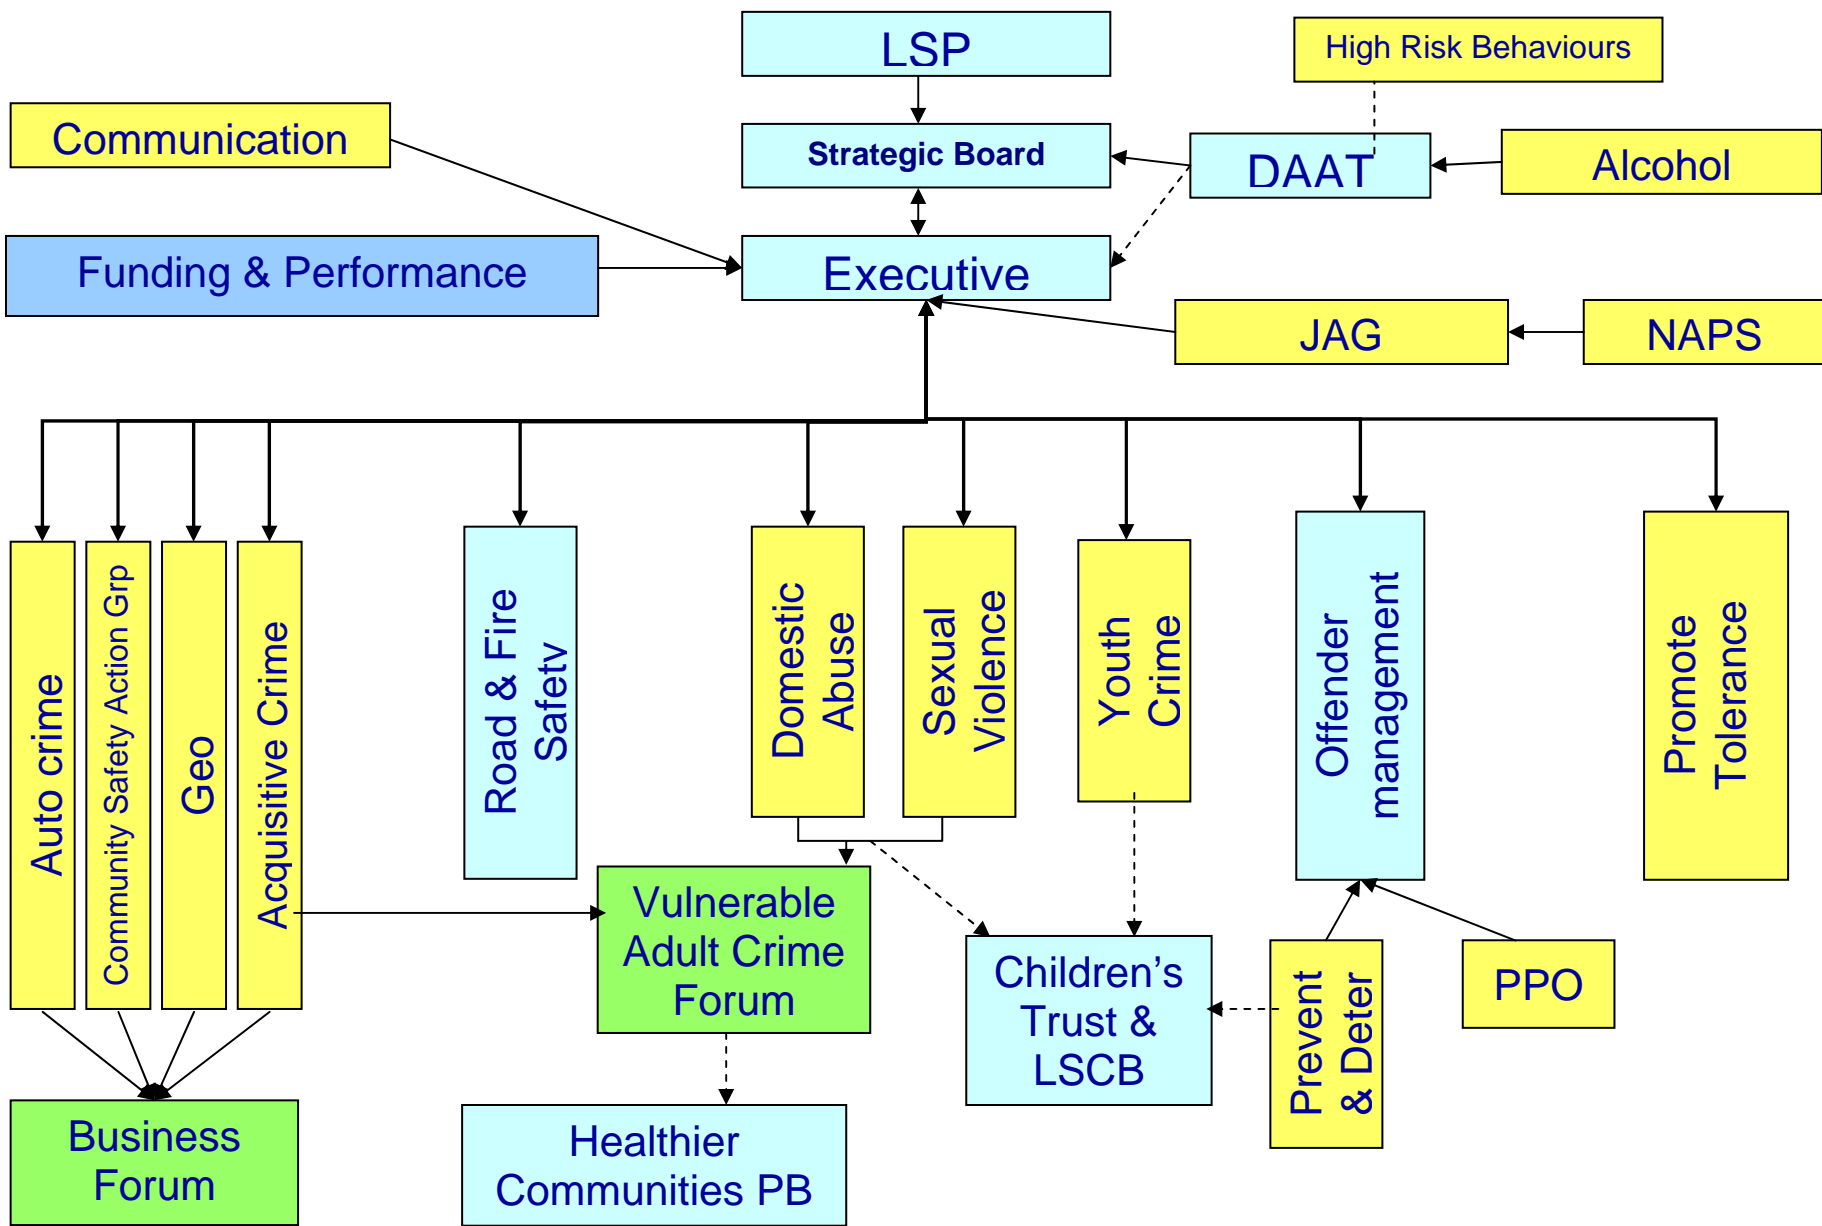 LSP
High Risk Behaviours
Communication
Strategic Board
DAAT
Alcohol
Funding & Performance
Executive
JAG
NAPS
Auto crime
Community Safety Action Grp
Geo
Acquisitive Crime
Road & Fire
Safety
Domestic
Abuse
Sexual
Violence
Youth
Crime
Offender
management
Promote
Tolerance
Vulnerable
Adult Crime
Forum
Children’s
Trust &
LSCB
Prevent
& Deter
PPO
Business
Forum
Healthier
Communities PB